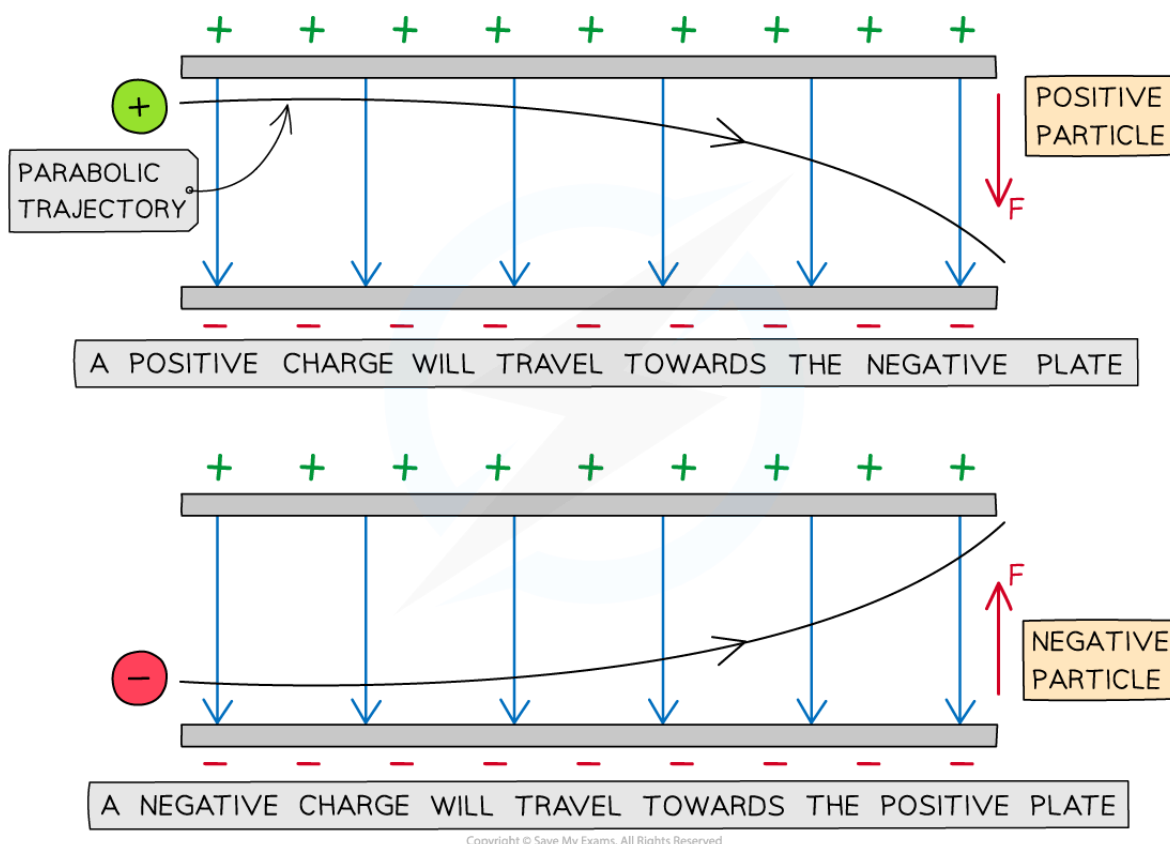 + + + + + + + + +
+
POSITIVE
PARTICLE
PARABOLIC
TRAJECTORY
F
− − − − − − − − −
A POSITIVE CHARGE WILL TRAVEL TOWARDS THE NEGATIVE PLATE
+ + + + + + + + +
F
NEGATIVE
PARTICLE
−
− − − − − − − − −
A NEGATIVE CHARGE WILL TRAVEL TOWARDS THE POSITIVE PLATE
Copyright © Save My Exams. All Rights Reserved